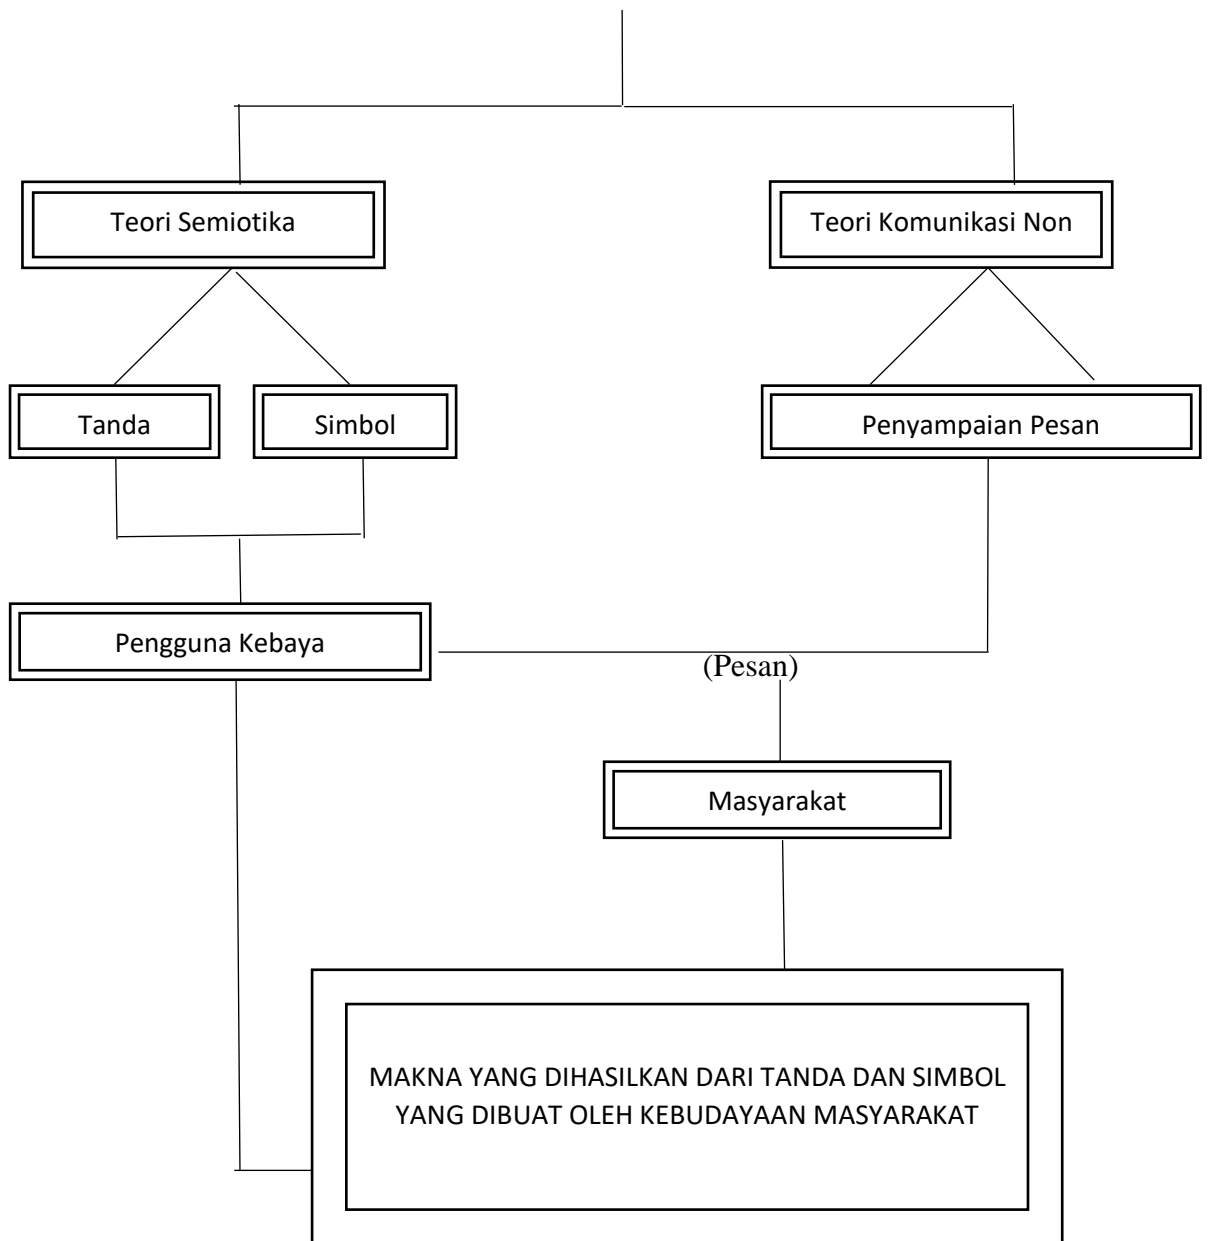 Teori Semiotika
Teori Komunikasi Non
Tanda
Simbol
Penyampaian Pesan
Pengguna Kebaya
(Pesan)
Masyarakat
MAKNA YANG DIHASILKAN DARI TANDA DAN SIMBOL
YANG DIBUAT OLEH KEBUDAYAAN MASYARAKAT